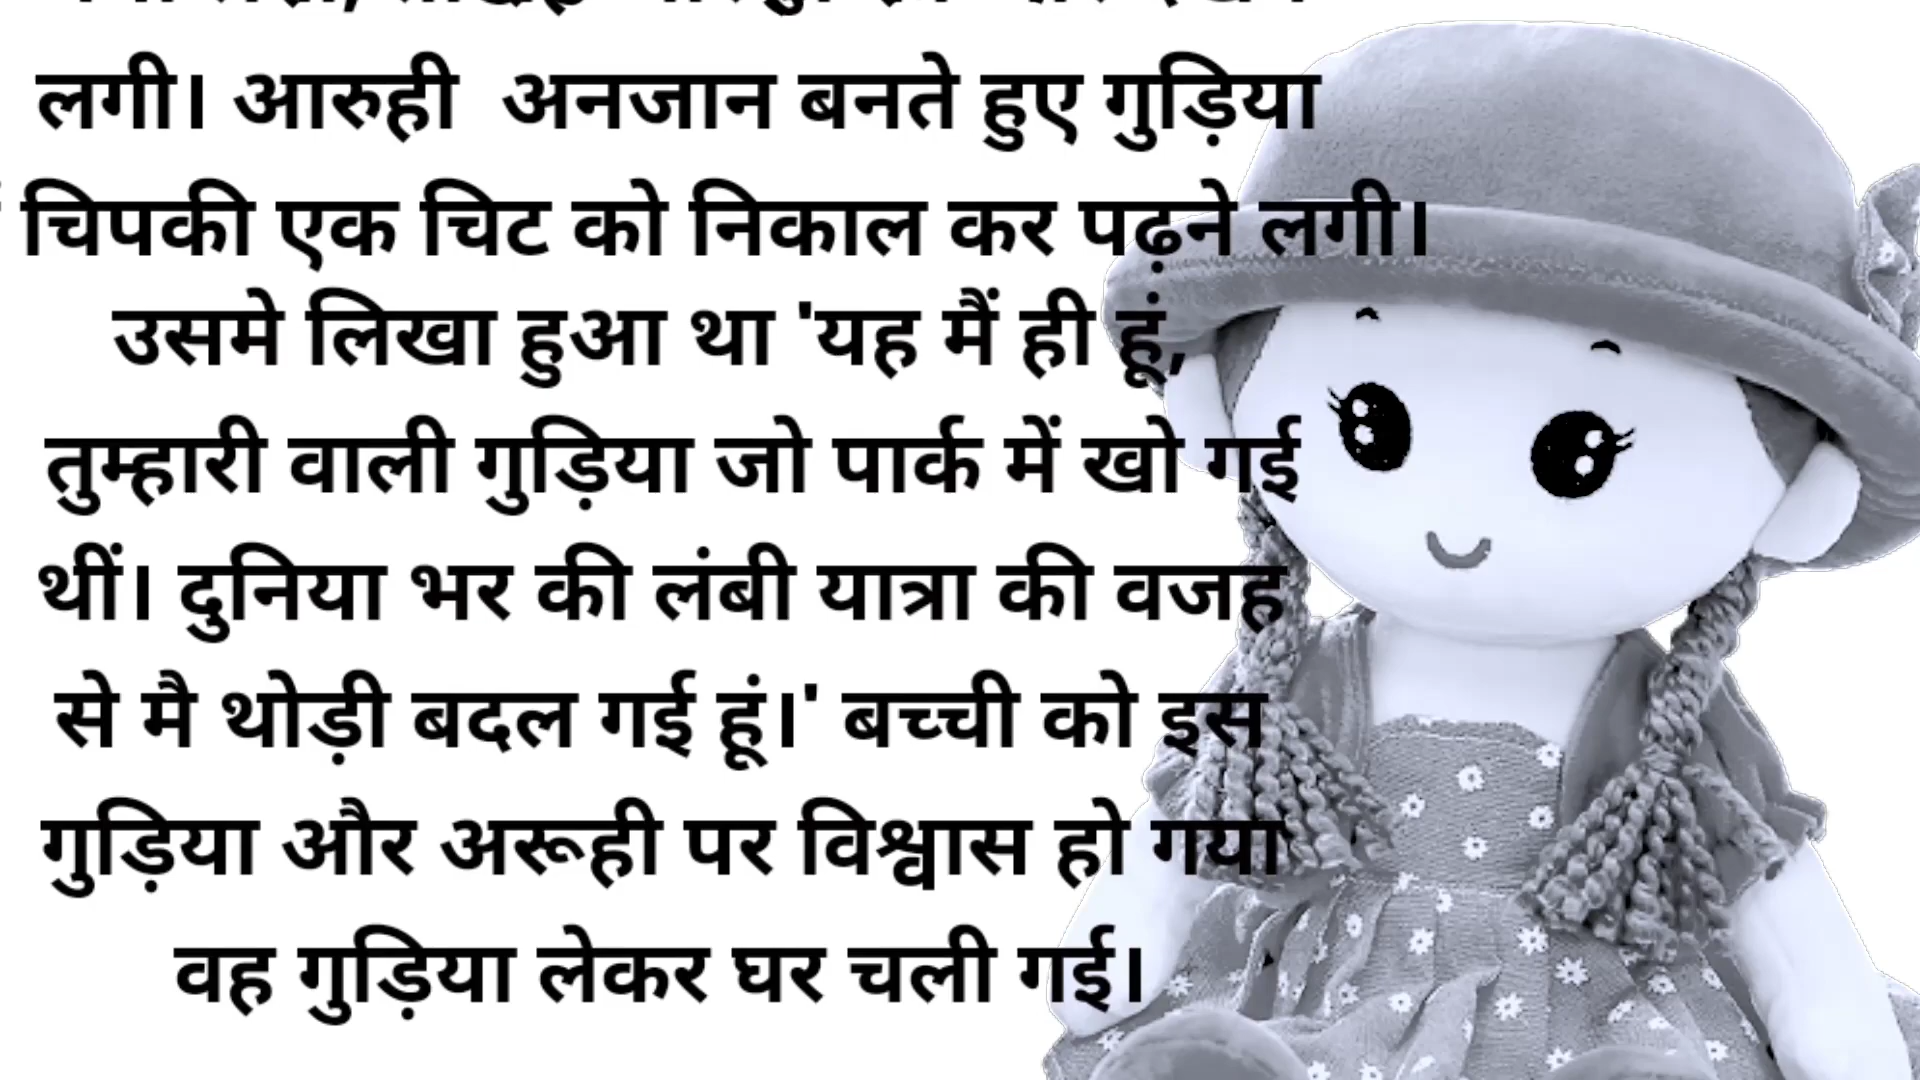 लगी। आरुही अनजान बनते हुए गुड़िया
चिपकी एक चिट को निकाल कर पढ़ने लगी।
उसमे लिखा हुआ था 'यह मैं ही हूं,
तुम्हारी वाली गुड़िया जो पार्क में खो गई
थीं। दुनिया भर की लंबी यात्रा की वजह
से मै थोड़ी बदल गई हूं।' बच्ची को इस
गुड़िया और अरूही पर विश्वास हो गया
वह गुड़िया लेकर घर चली गई।